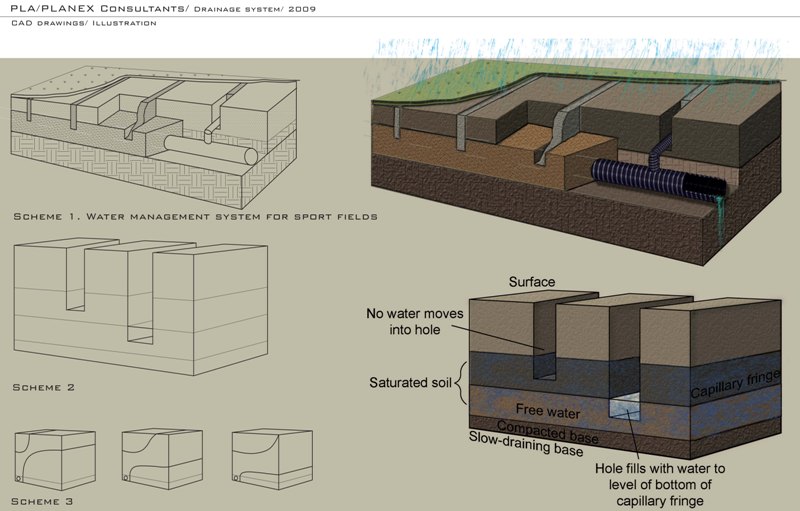 PLA/PLANEX Consultants/ Drainage system/ 2009
CAD drawings/ Illustration
Scheme 1. Water management system for sport fields
Scheme 2
Scheme 3
Surface
No water moves
into hole
Saturated soil
Capillary fringe
Free water
Compacted base
Slow-draining base
Hole fills with water to
level of bottom of
capillary fringe